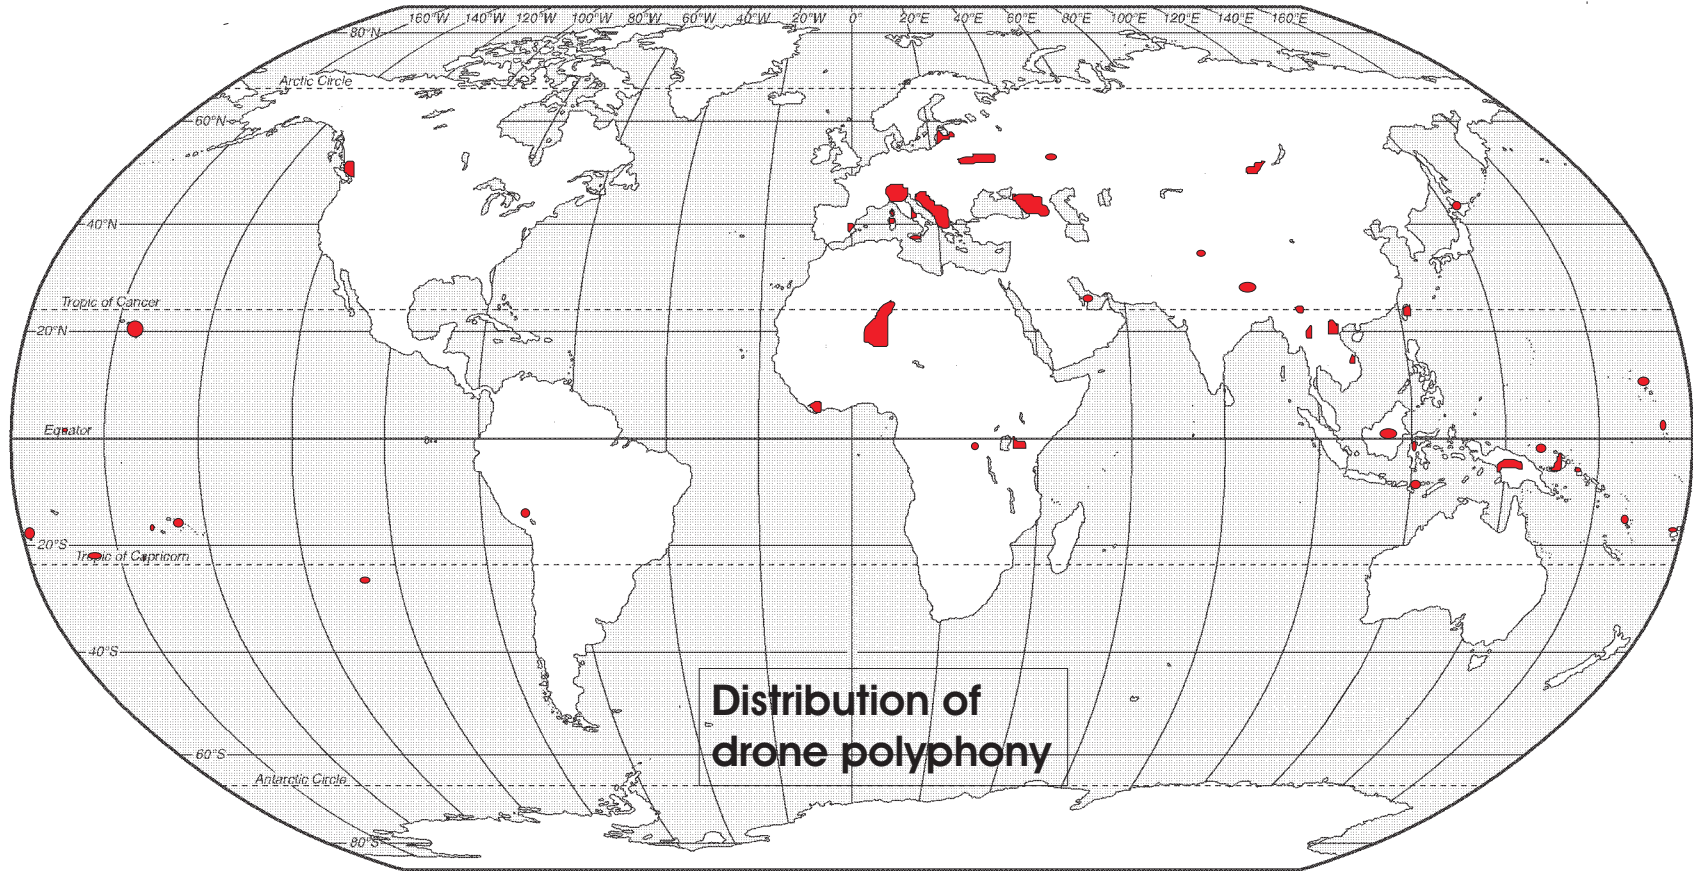 160°W 140°W 120°W 100°W 80°W 60°W 40°W 20°W 0° 20°E 40°E 60°E 80°E 100°E 120°E 140°E 160°E
80°N
Arctic Circle
60°N
40°N
Tropic of Cancer
20°N
Equator
20°S
Tropic of Capricorn
40°S
Distribution of
drone polyphony
60°S
Antarctic Circle
80°S